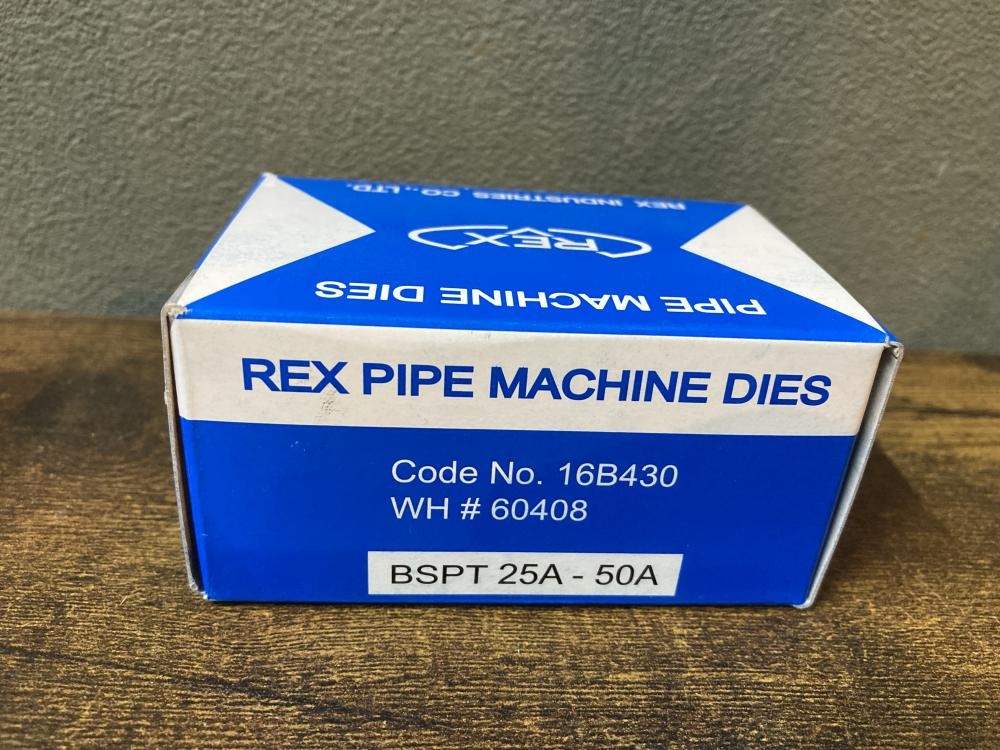 REX INDUSTRIES CO., LTD.
REX
PIPE MACHINE DIES
REX PIPE MACHINE DIES
Code No. 16B430
WH # 60408
BSPT 25A - 50A